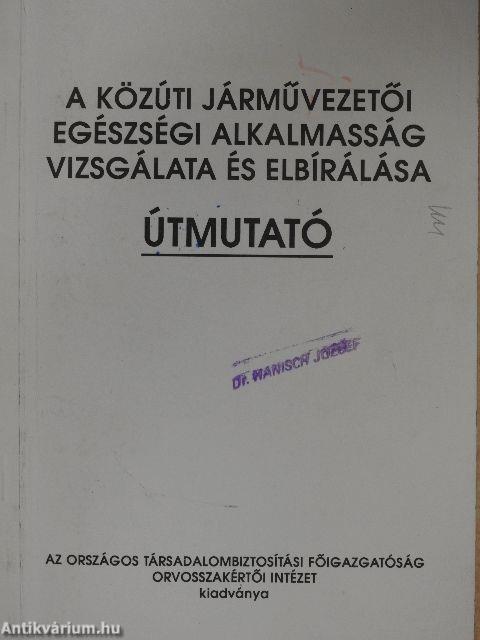 A KÖZÚTI JÁRMŰVEZETŐI
EGÉSZSÉGI ALKALMASSÁG
VIZSGÁLATA ÉS ELBÍRÁLÁSA
ÚTMUTATÓ
Dr. HANISCH JÓZSEF
AZ ORSZÁGOS TÁRSADALOMBIZTOSÍTÁSI FŐIGAZGATÓSÁG
ORVOSSZAKÉRTŐI INTÉZET
kiadványa
Antikvárium.hu